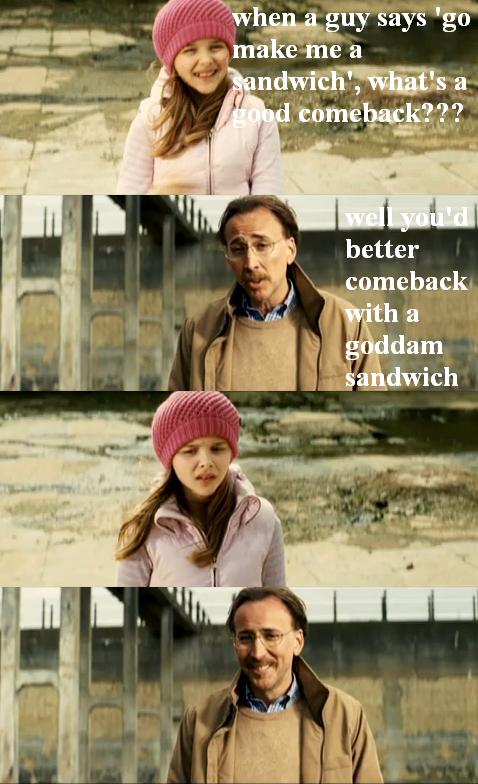 when a guy says 'go
make me a
sandwich', what's a
good comeback???
well you'd
better
comeback
with a
goddam
sandwich